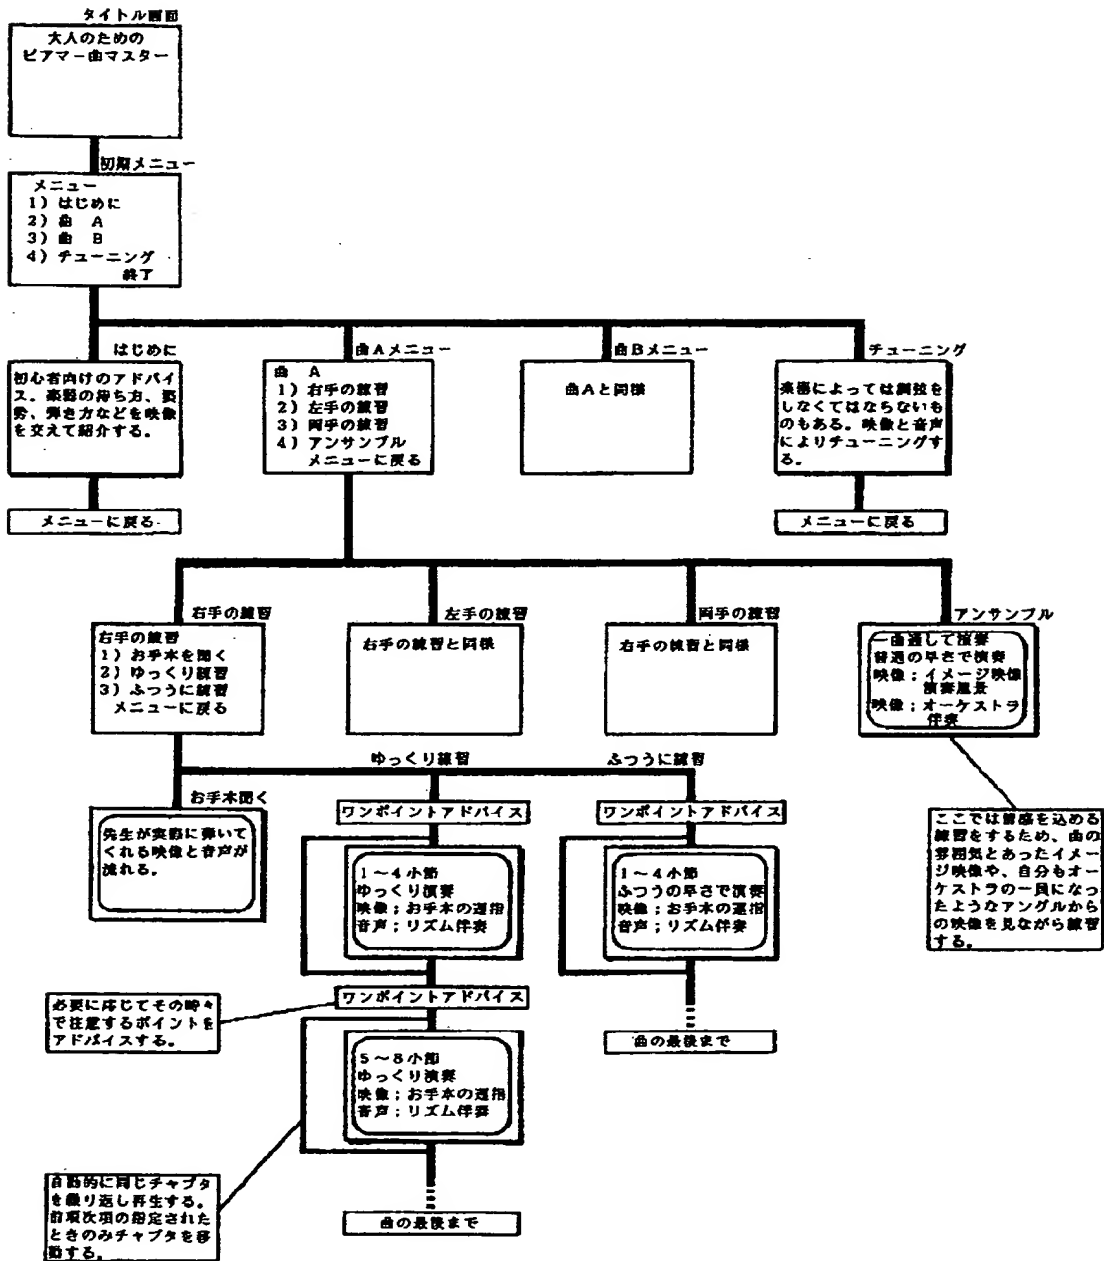 タイトル画面
大人のための
ピアマー曲マスター
初期メニュー
メニュー
1) はじめに
2) 曲 A
3) 曲 B
4) チューニング
終了
はじめに
初心者向けのアドバイ
ス。楽器の持ち方、姿
勢、弾き方などを映像
を交えて紹介する。
メニューに戻る
曲Aメニュー
曲 A
1) 右手の練習
2) 左手の練習
3) 両手の練習
4) アンサンブル
メニューに戻る
曲Bメニュー
曲Aと同様
チューニング
楽器によっては調弦を
しなくてはならないも
のもある。映像と音声
によりチューニングす
る。
メニューに戻る
右手の練習
右手の練習
1) お手本を聞く
2) ゆっくり練習
3) ふつうに練習
メニューに戻る
左手の練習
右手の練習と同様
両手の練習
右手の練習と同様
アンサンブル
一曲通して演奏
普通の早さで演奏
映像;イメージ映像
演奏風景
映像;オーケストラ
伴奏
ここでは情感を込める
練習をするため、曲の
雰囲気とあったイメー
ジ映像や、自分もオー
ケストラの一員になっ
たようなアングルから
の映像を見ながら練習
する。
お手本聞く
先生が実際に弾いて
くれる映像と音声が
流れる。
ゆっくり練習
ワンポイントアドバイス
1~4小節
ゆっくり演奏
映像;お手本の運指
音声;リズム伴奏
ワンポイントアドバイス
5~8小節
ゆっくり演奏
映像;お手本の運指
音声;リズム伴奏
曲の最後まで
ふつうに練習
ワンポイントアドバイス
1~4小節
ふつうの早さで演奏
映像;お手本の運指
音声;リズム伴奏
曲の最後まで
必要に応じてその時々
で注意するポイントを
アドバイスする。
自動的に同じチャプタ
を繰り返し再生する。
前項次項の指定された
ときのみチャプタを移
動する。